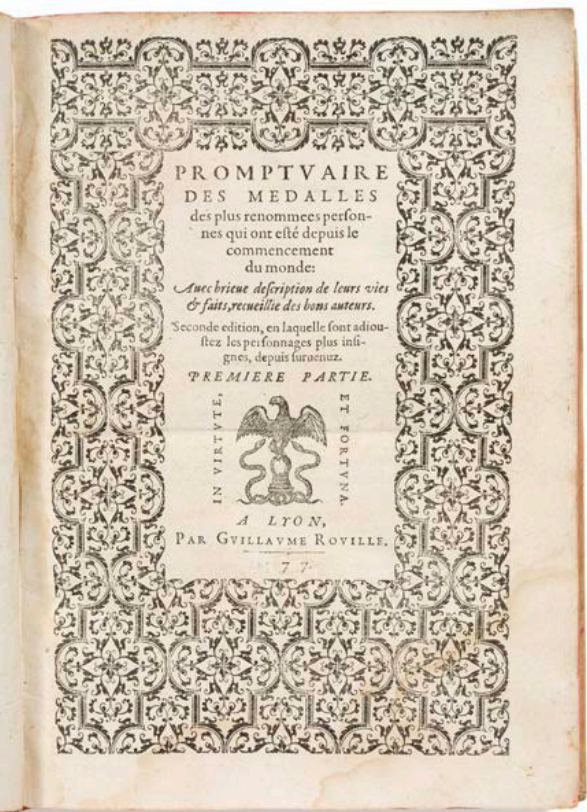 PROMPTVAIRE
DES MEDALLES
des plus renommees person-
nes qui ont esté depuis le
commencement
du monde:
Auec brieue description de leurs vies
& faits, recueillie des bons auteurs.
Seconde edition, en laquelle sont adiou-
stez les personnages plus insi-
gnes, depuis suruenuz.
PREMIERE PARTIE.
IN VIRTVTE,
ET FORTVNA.
A LYON,
PAR GVILLAVME ROVILLE.
77